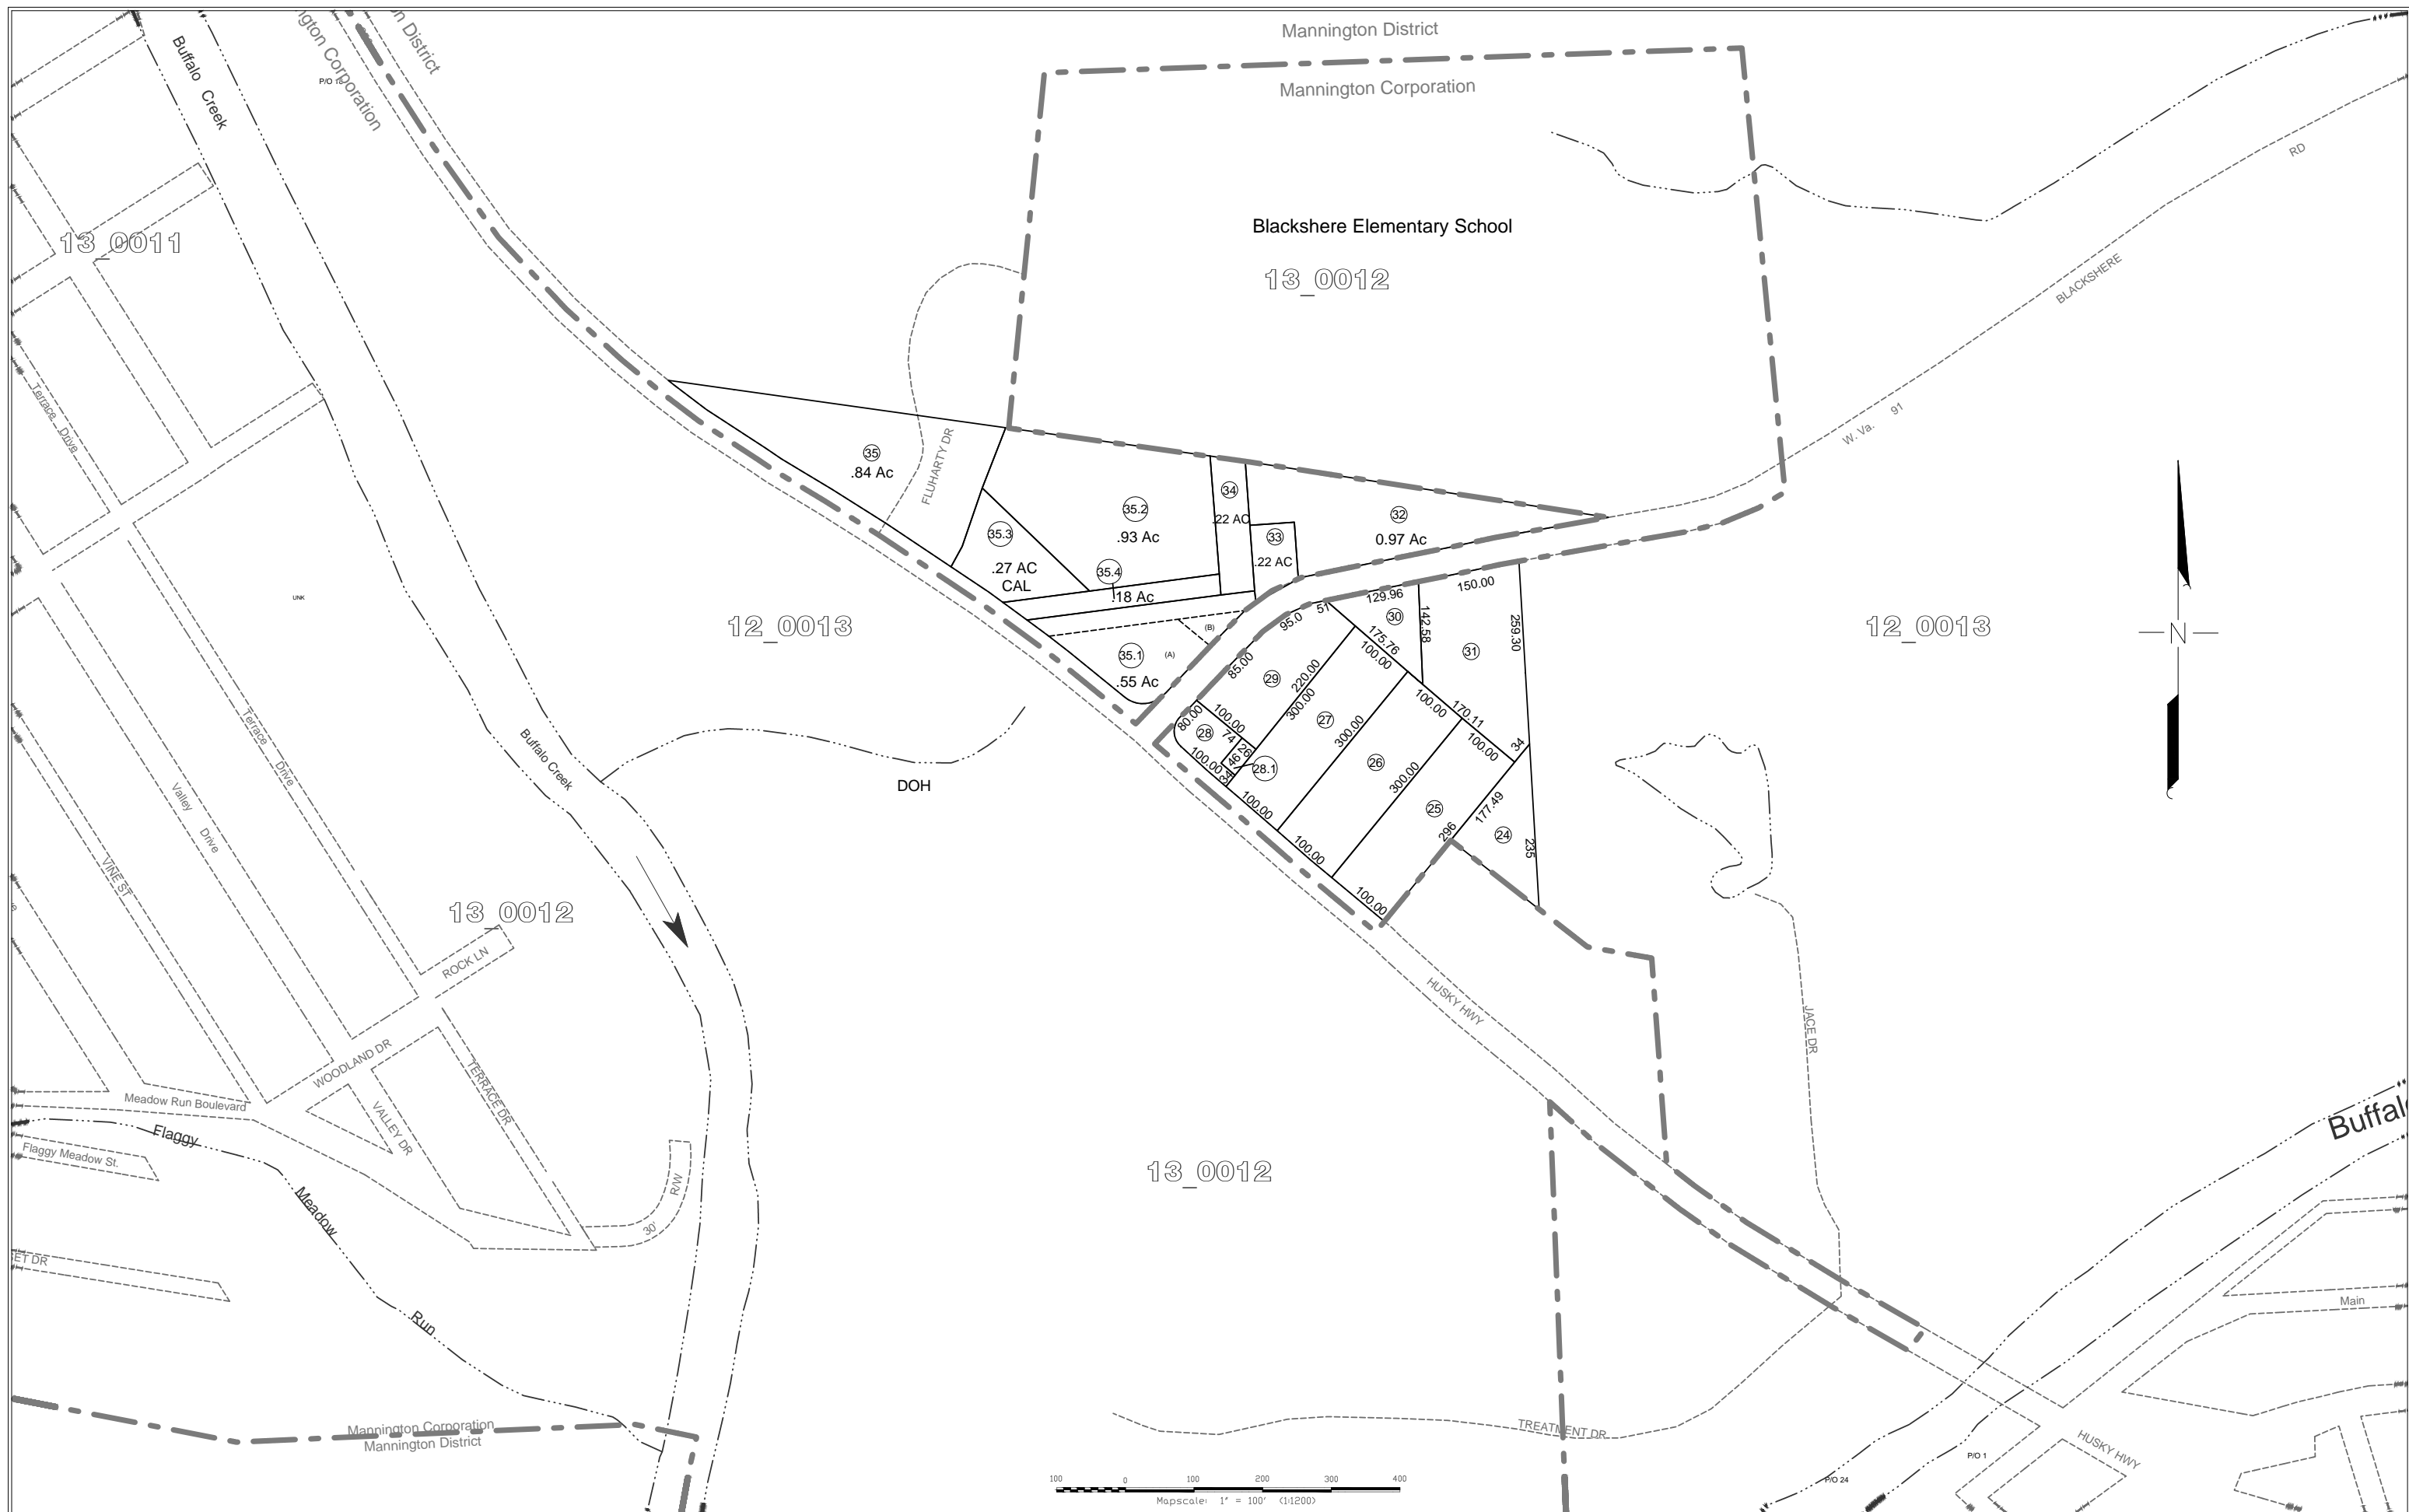 Mannington District
Mannington Corporation
ngton Corporation
on District
Buffalo Creek
13_0011
Blackshere Elementary School
13_0012
RD
BLACKSHERE
W. Va. 91
Terrace Drive
UNK
35
.84 Ac
FLUHARTY DR
35.3
.27 AC
CAL
35.2
.93 Ac
35.4
.18 Ac
34
.22 AC
33
.22 AC
32
0.97 Ac
35.1
.55 Ac
(A)
(B)
12_0013
12_0013
N
95.0
51
129.96
150.00
30
142.58
31
259.30
175.76
100.00
85.00
29
220.00
300.00
27
300.00
100.00
170.11
100.00
34
80.00
100.00
28
74
26
46
34
100.00
28.1
26
300.00
25
177.49
296
24
235
100.00
100.00
100.00
Buffalo Creek
DOH
Terrace Drive
Valley Drive
VINE ST
13_0012
ROCK LN
WOODLAND DR
VALLEY DR
TERRACE DR
Meadow Run Boulevard
Flaggy Meadow Run
Flaggy Meadow St.
30' R/W
ET DR
HUSKY HWY
JACE DR
13_0012
Buffalo
Main
TREATMENT DR
HUSKY HWY
P/O 1
P/O 24
Mannington Corporation
Mannington District
100 0 100 200 300 400
Mapscale: 1" = 100' (1:1200)